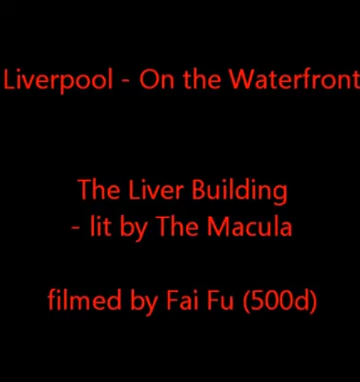 Liverpool - On the Waterfront
The Liver Building
- lit by The Macula
filmed by Fai Fu (500d)